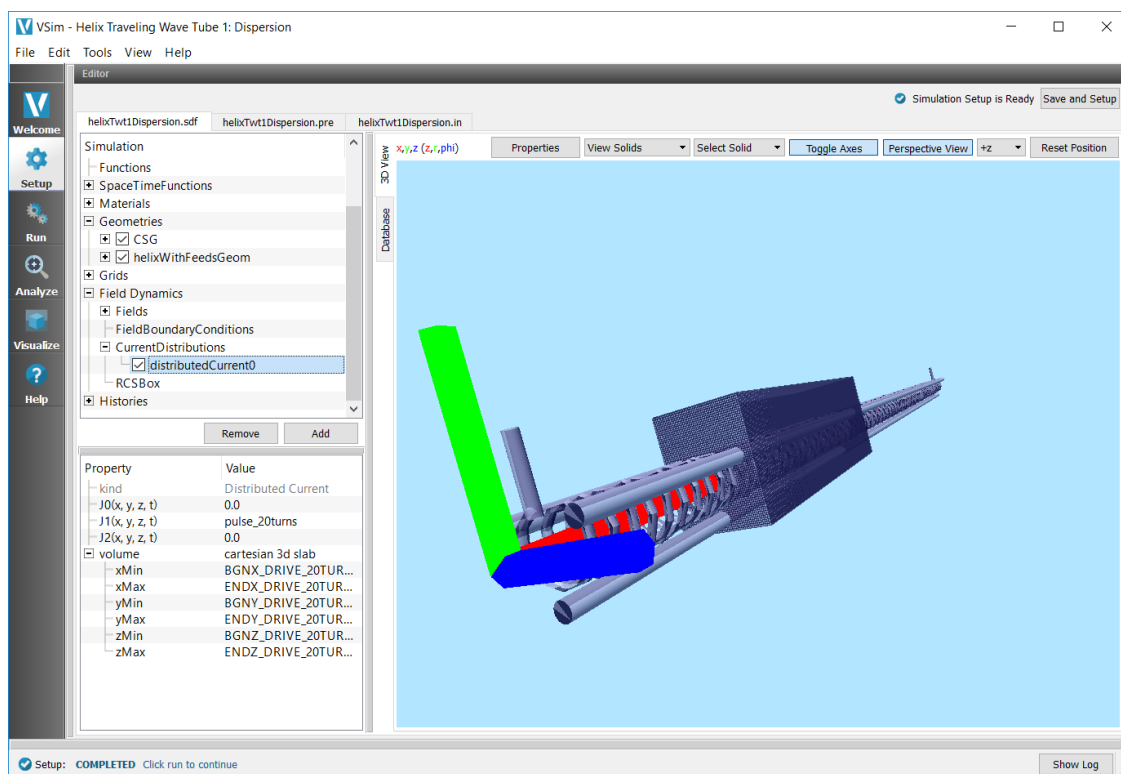 VSim - Helix Traveling Wave Tube 1: Dispersion
File Edit Tools View Help
Editor
Simulation Setup is Ready Save and Setup
helixTwt1Dispersion.sdf helixTwt1Dispersion.pre helixTwt1Dispersion.in
Welcome
Setup
Run
Analyze
Visualize
Help
Simulation
Functions
SpaceTimeFunctions
Materials
Geometries
CSG
helixWithFeedsGeom
Grids
Field Dynamics
Fields
FieldBoundaryConditions
CurrentDistributions
distributedCurrent0
RCSBox
Histories
Remove Add
Property Value
kind Distributed Current
J0(x, y, z, t) 0.0
J1(x, y, z, t) pulse_20turns
J2(x, y, z, t) 0.0
volume cartesian 3d slab
xMin BGNX_DRIVE_20TUR...
xMax ENDX_DRIVE_20TUR...
yMin BGNY_DRIVE_20TUR...
yMax ENDY_DRIVE_20TUR...
zMin BGNZ_DRIVE_20TUR...
zMax ENDZ_DRIVE_20TUR...
3D View
Database
x,y,z (z,r,phi) Properties View Solids Select Solid Toggle Axes Perspective View +z Reset Position
Setup: COMPLETED Click run to continue Show Log